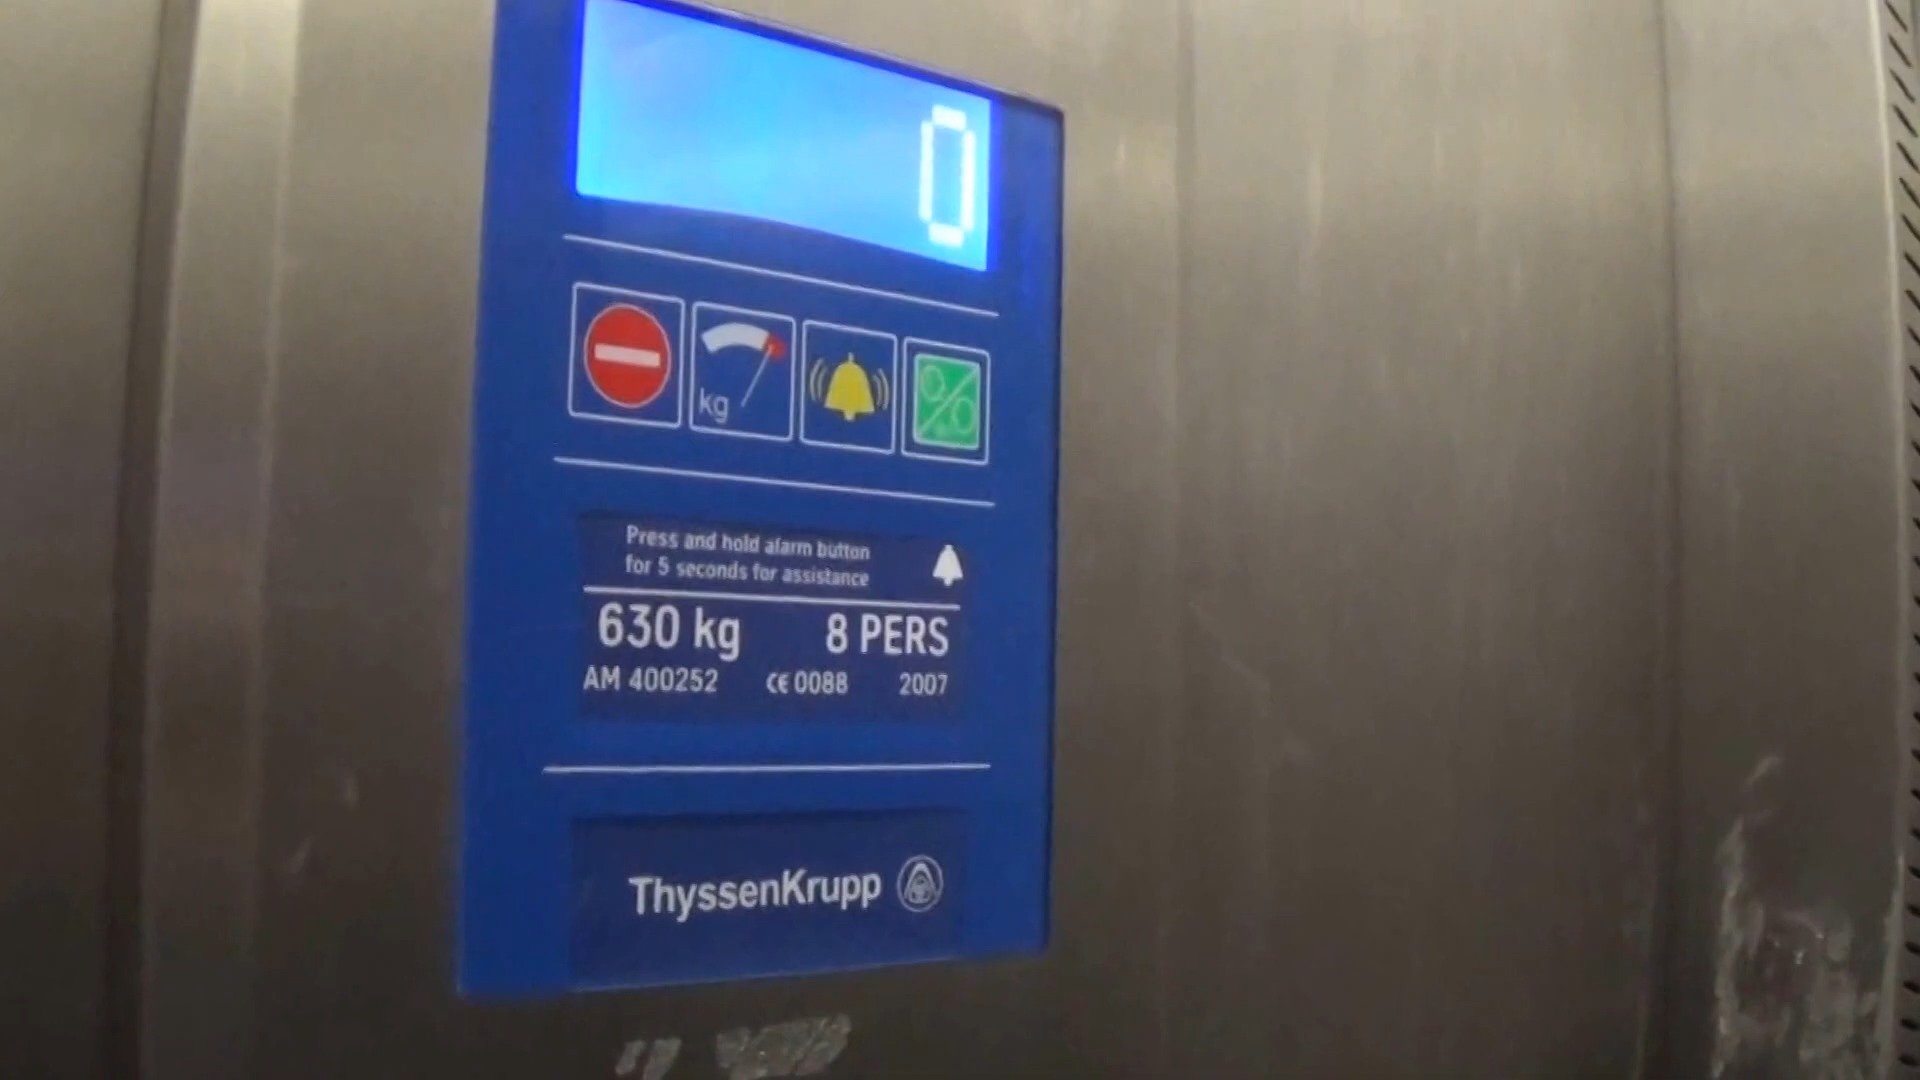 0
kg
Press and hold alarm button
for 5 seconds for assistance
630 kg 8 PERS
AM 400252 CE 0088 2007
ThyssenKrupp